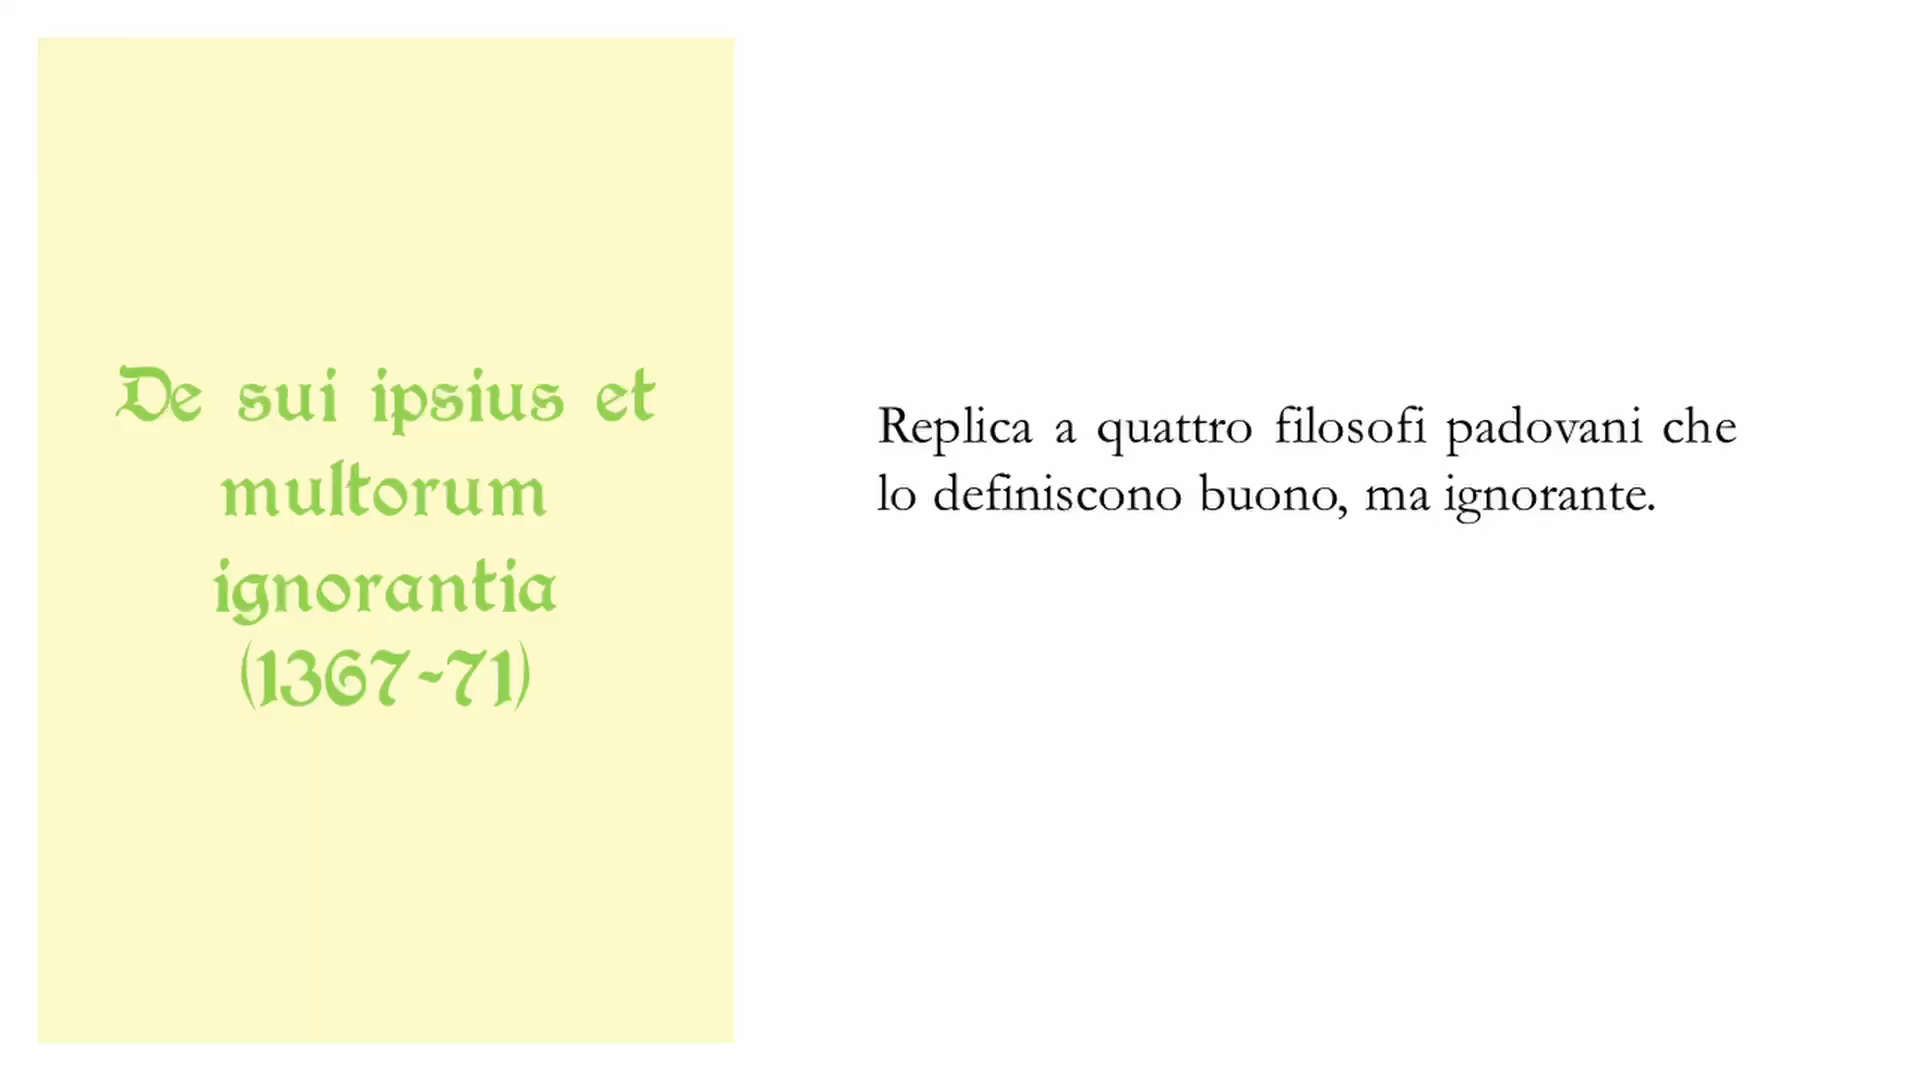 De sui ipsius et
multorum
ignorantia
(1367-71)
Replica a quattro filosofi padovani che
lo definiscono buono, ma ignorante.